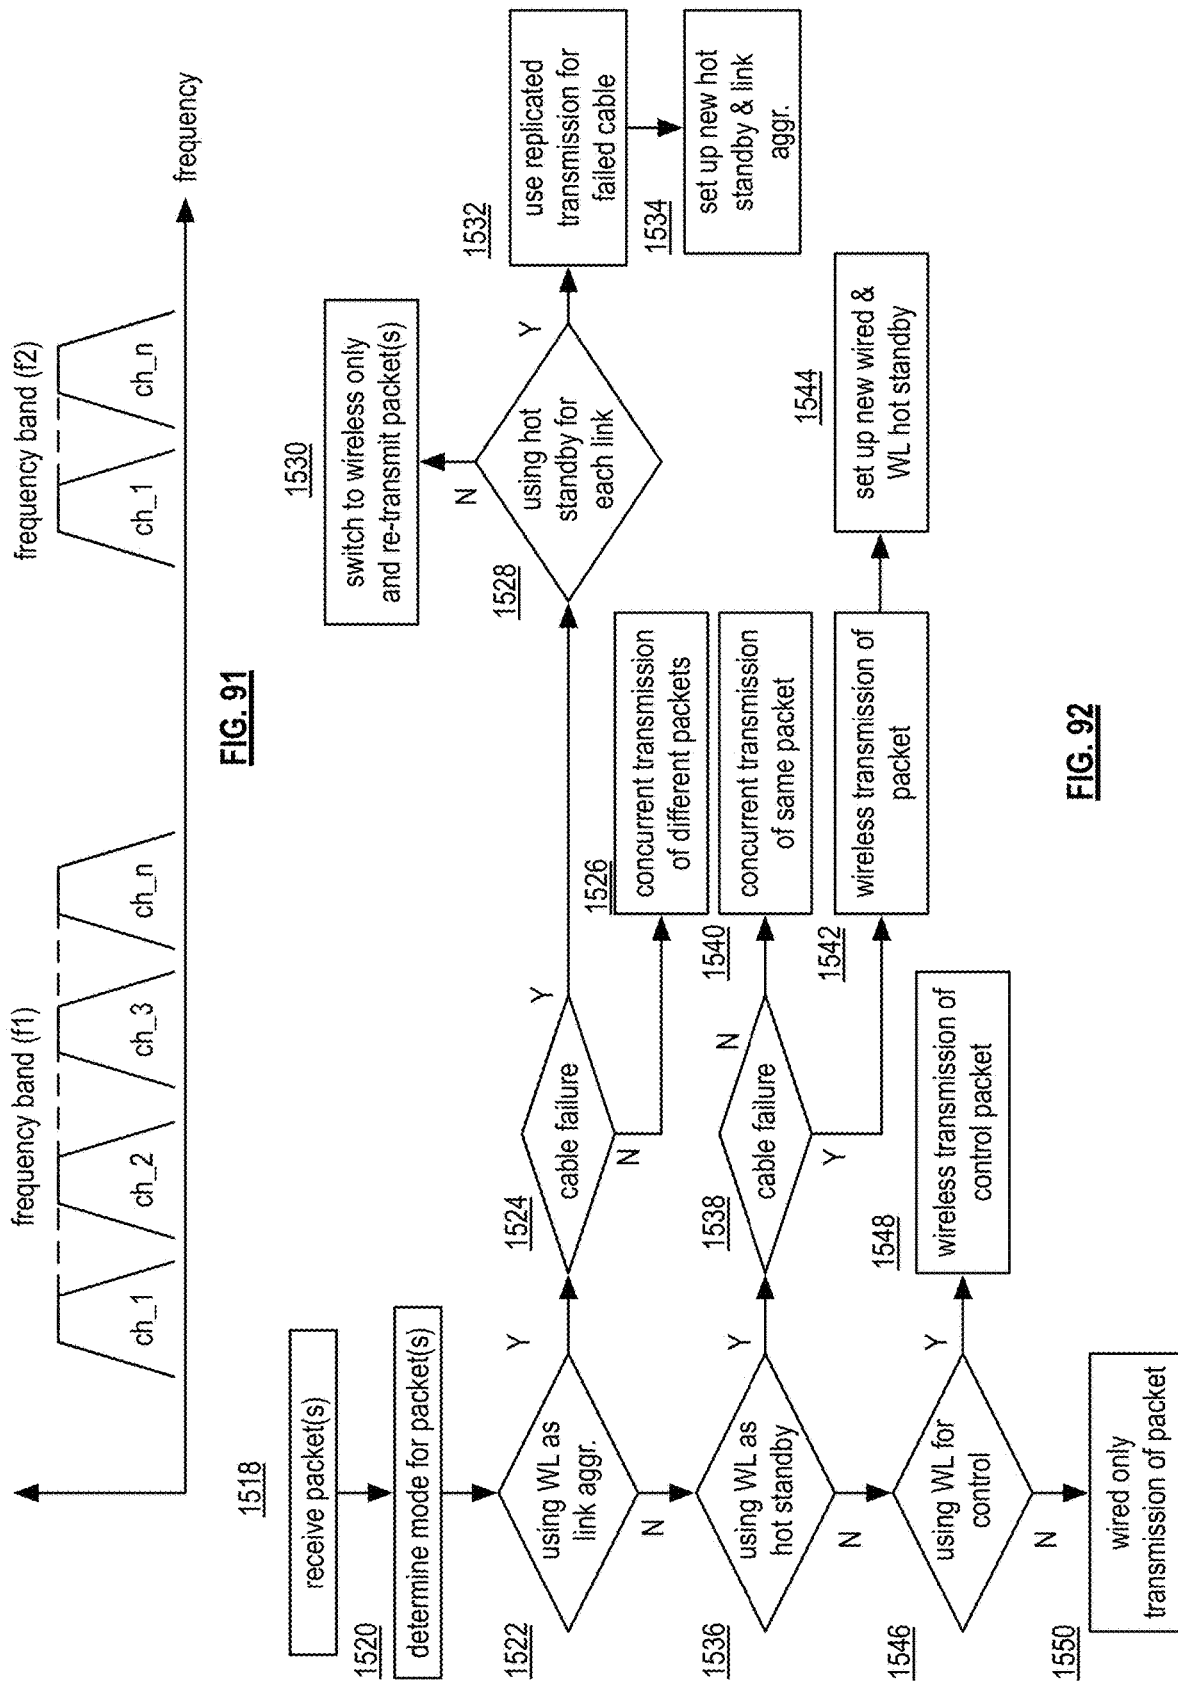 frequency band (f1)
frequency band (f2)
ch_1
ch_2
ch_3
ch_n
ch_1
ch_n
frequency
FIG. 91
1518
receive packet(s)
1520
determine mode for packet(s)
1522
using WL as
link aggr.
Y
N
1524
cable failure
Y
N
1526
concurrent transmission
of different packets
1528
using hot
standby for
each link
N
Y
1530
switch to wireless only
and re-transmit packet(s)
1532
use replicated
transmission for
failed cable
1534
set up new hot
standby & link
aggr.
1536
using WL as
hot standby
Y
N
1538
cable failure
N
Y
1540
concurrent transmission
of same packet
1542
wireless transmission of
packet
1544
set up new wired &
WL hot standby
1546
using WL for
control
Y
N
1548
wireless transmission of
control packet
1550
wired only
transmission of packet
FIG. 92